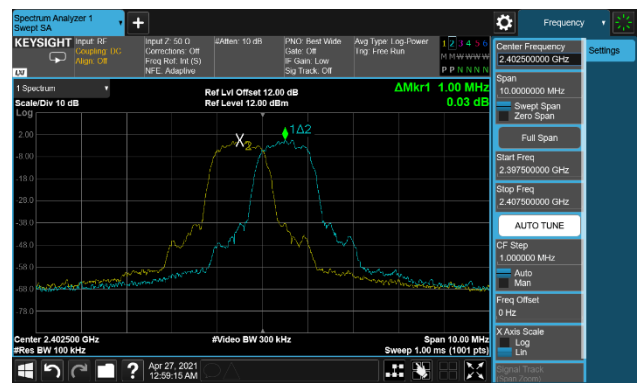 Spectrum Analyzer 1
Swept SA
Frequency
KEYSIGHT
Input: RF
Coupling: DC
Align: Off
Input Z: 50 Ω
Corrections: Off
Freq Ref: Int (S)
NFE: Adaptive
#Atten: 10 dB
PNO: Best Wide
Gate: Off
IF Gain: Low
Sig Track: Off
Avg Type: Log-Power
Trig: Free Run
1 2 3 4 5 6
M M W W W W
P P N N N N
LXI
1 Spectrum
Scale/Div 10 dB
Log
Ref Lvl Offset 12.00 dB
Ref Level 12.00 dBm
ΔMkr1 1.00 MHz
0.03 dB
2.00
-8.00
-18.0
-28.0
-38.0
-48.0
-58.0
-68.0
-78.0
X2
1Δ2
Center 2.402500 GHz
#Res BW 100 kHz
#Video BW 300 kHz
Span 10.00 MHz
Sweep 1.00 ms (1001 pts)
Center Frequency
2.402500000 GHz
Span
10.0000000 MHz
Swept Span
Zero Span
Full Span
Start Freq
2.397500000 GHz
Stop Freq
2.407500000 GHz
AUTO TUNE
CF Step
1.000000 MHz
Auto
Man
Freq Offset
0 Hz
X Axis Scale
Log
Lin
Signal Track
(Span Zoom)
Settings
?
Apr 27, 2021
12:59:15 AM